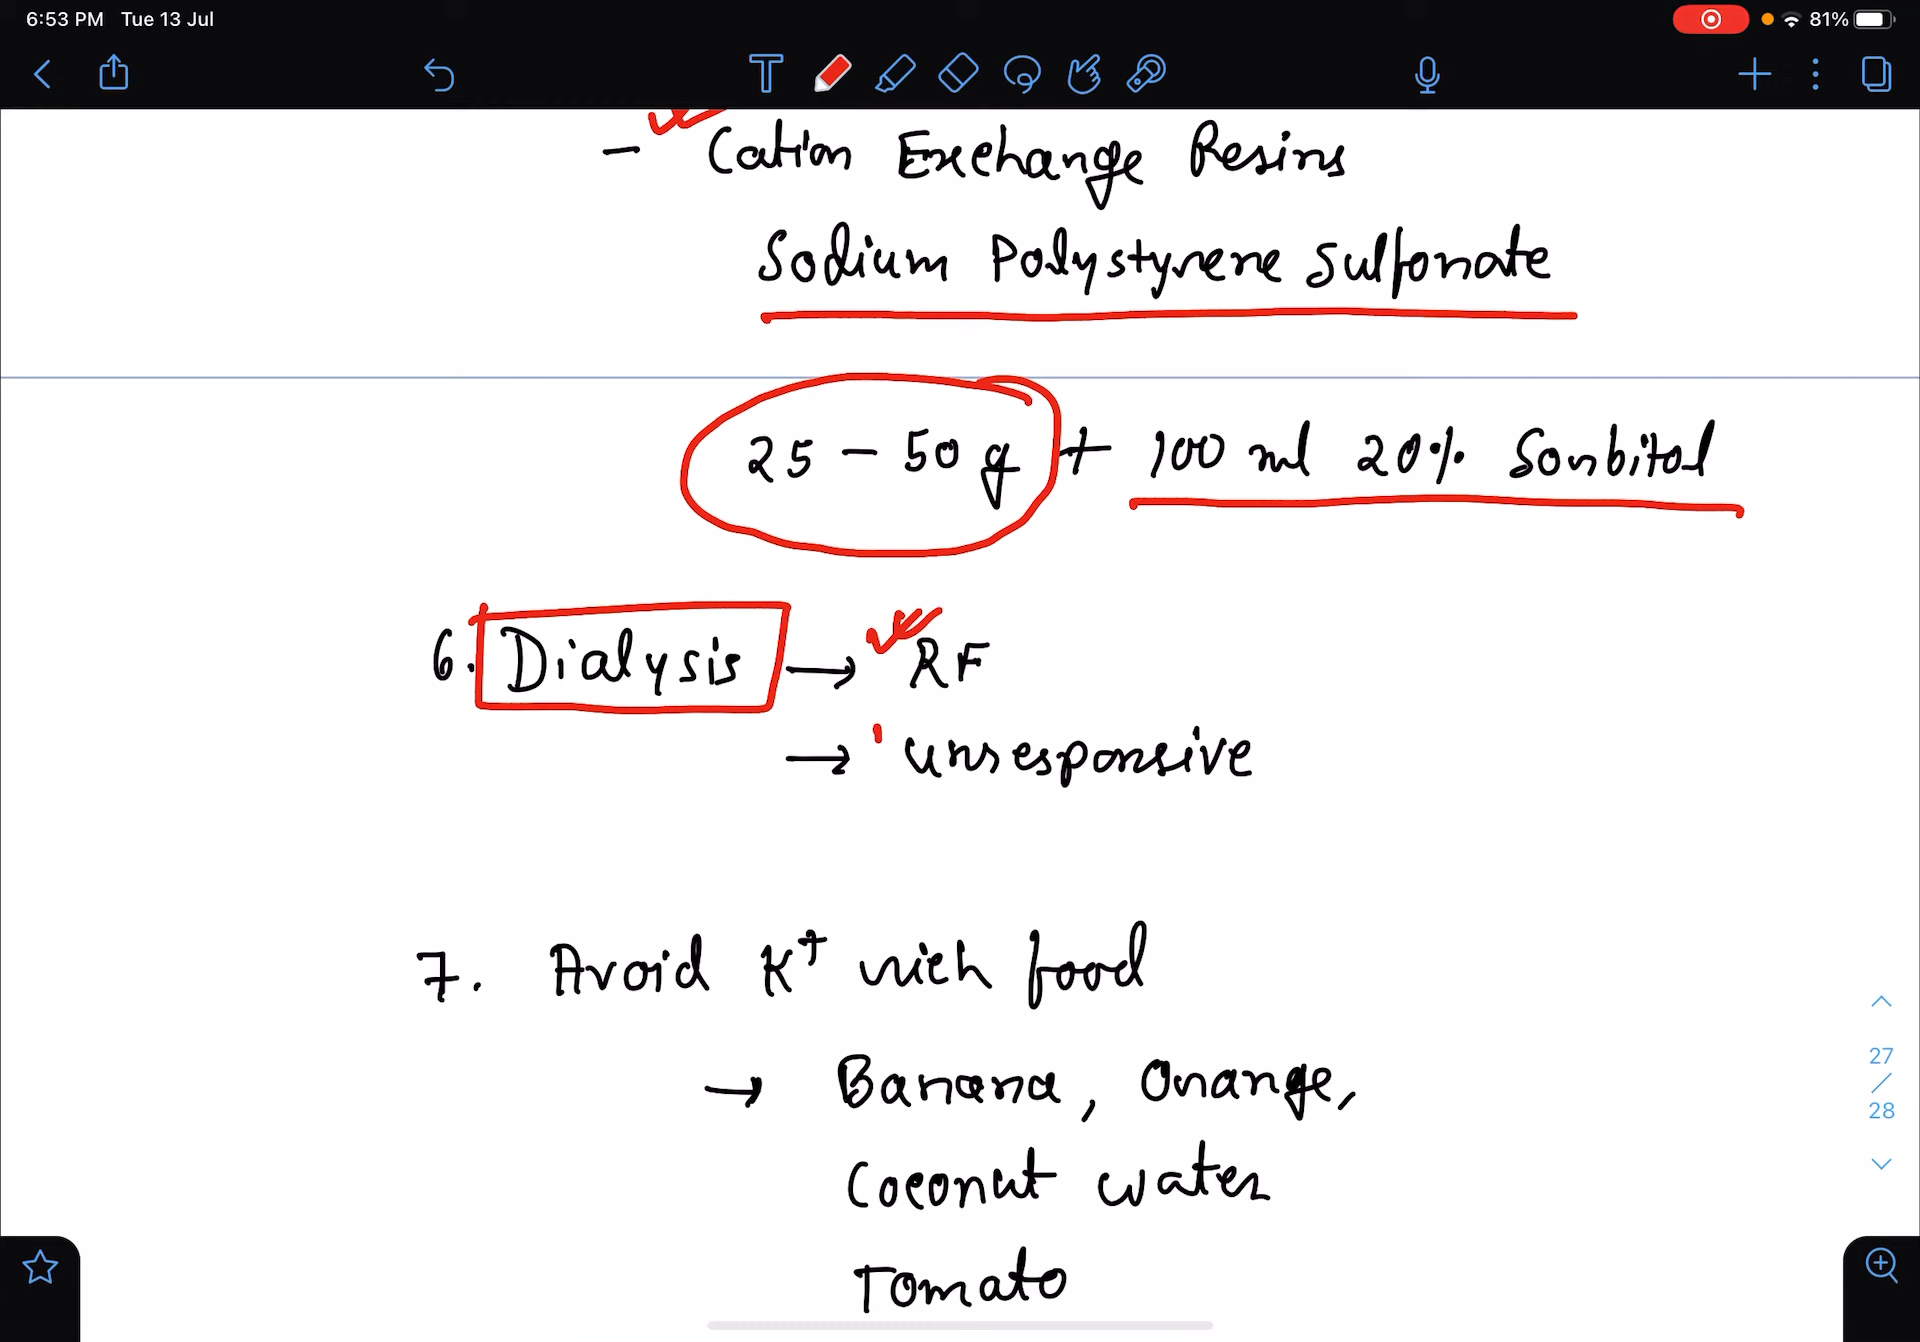 6:53 PM Tue 13 Jul
81%
T
- Cation Exchange Resins
Sodium Polystyrene Sulfonate
25 - 50 g + 100 ml 20% Sorbitol
6. Dialysis → RF
→ unresponsive
7. Avoid K+ rich food
→ Banana, Orange,
Coconut water
Tomato
27
/
28